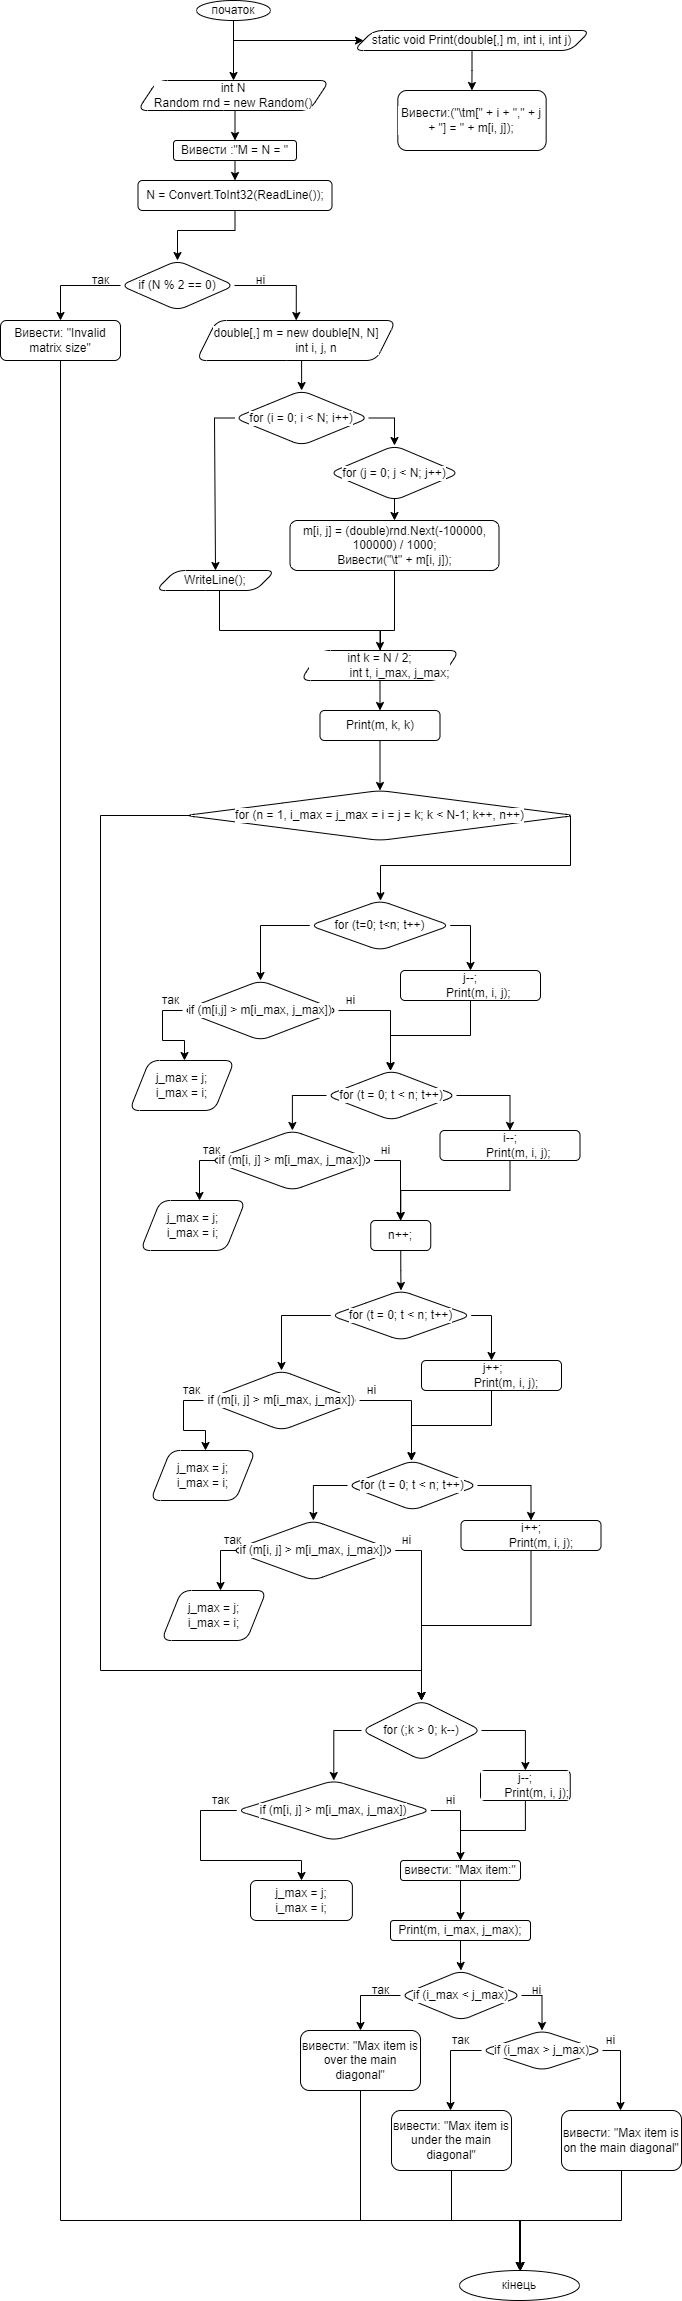 початок
static void Print(double[,] m, int i, int j)
int N
Random rnd = new Random()
Вивести:("\tm[" + i + "," + j
+ "] = " + m[i, j]);
Вивести :"M = N = "
N = Convert.ToInt32(ReadLine());
так
if (N % 2 == 0)
ні
Вивести: "Invalid
matrix size"
double[,] m = new double[N, N]
int i, j, n
for (i = 0; i < N; i++)
for (j = 0; j < N; j++)
m[i, j] = (double)rnd.Next(-100000,
100000) / 1000;
Вивести("\t" + m[i, j]);
WriteLine();
int k = N / 2;
int t, i_max, j_max;
Print(m, k, k)
for (n = 1, i_max = j_max = i = j = k; k < N-1; k++, n++)
for (t=0; t<n; t++)
j--;
Print(m, i, j);
так
if (m[i,j] > m[i_max, j_max])
ні
j_max = j;
i_max = i;
for (t = 0; t < n; t++)
i--;
Print(m, i, j);
так
if (m[i, j] > m[i_max, j_max])
ні
j_max = j;
i_max = i;
n++;
for (t = 0; t < n; t++)
j++;
Print(m, i, j);
так
if (m[i, j] > m[i_max, j_max])
ні
j_max = j;
i_max = i;
for (t = 0; t < n; t++)
i++;
Print(m, i, j);
так
if (m[i, j] > m[i_max, j_max])
ні
j_max = j;
i_max = i;
for (;k > 0; k--)
j--;
Print(m, i, j);
так
if (m[i, j] > m[i_max, j_max])
ні
j_max = j;
i_max = i;
вивести: "Max item:"
Print(m, i_max, j_max);
так
if (i_max < j_max)
ні
вивести: "Max item is
over the main
diagonal"
так
if (i_max > j_max)
ні
вивести: "Max item is
under the main
diagonal"
вивести: "Max item is
on the main diagonal"
кінець